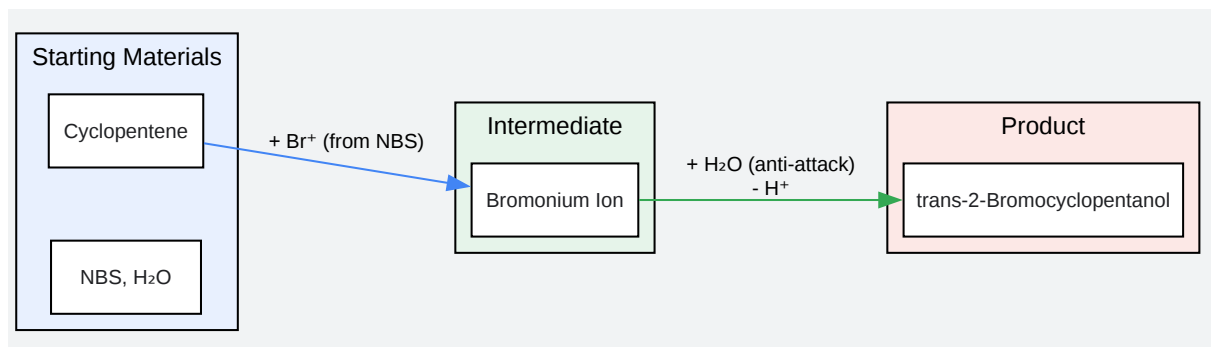 Starting Materials
Cyclopentene
NBS, H₂O
+ Br⁺ (from NBS)
Intermediate
Bromonium Ion
+ H₂O (anti-attack)
- H⁺
Product
trans-2-Bromocyclopentanol